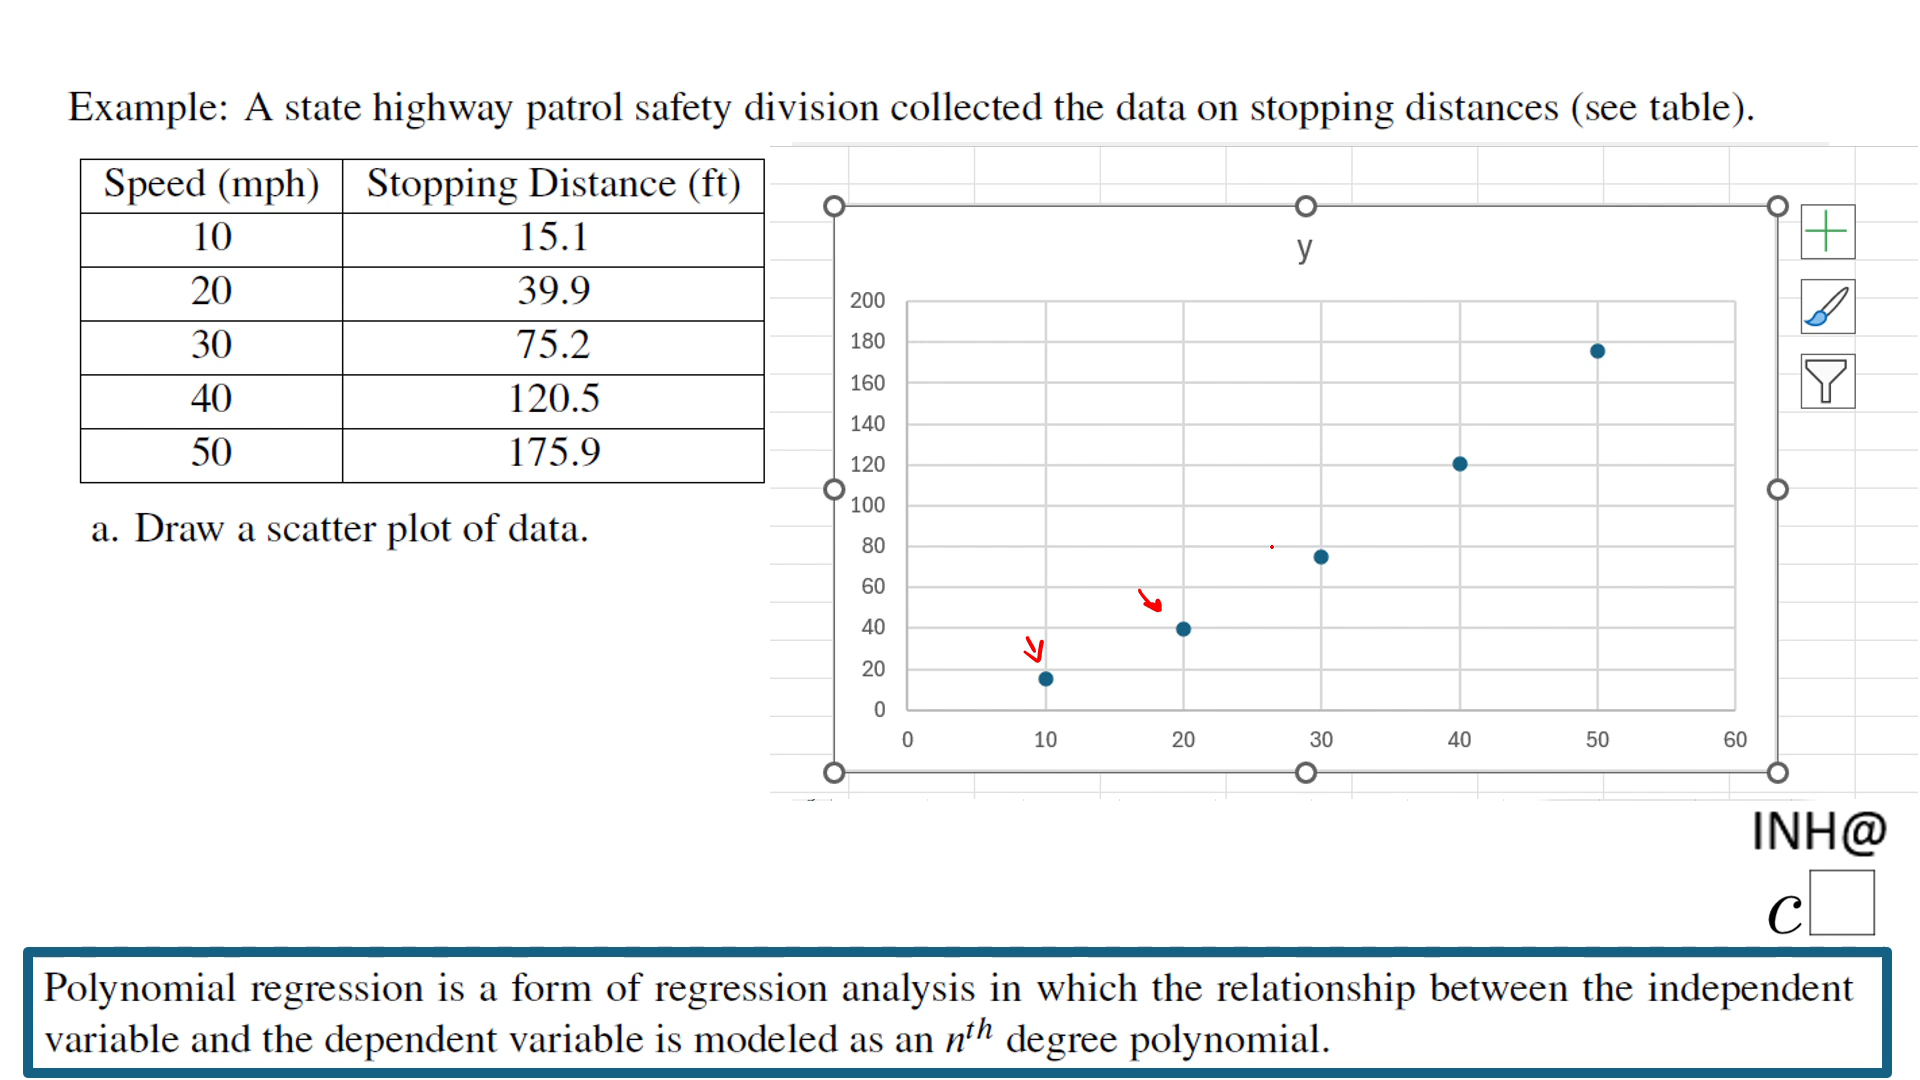 Example: A state highway patrol safety division collected the data on stopping distances (see table).
Speed (mph) Stopping Distance (ft)
10 15.1
20 39.9
30 75.2
40 120.5
50 175.9
a. Draw a scatter plot of data.
y
200
180
160
140
120
100
80
60
40
20
0
0 10 20 30 40 50 60
INH@
c
Polynomial regression is a form of regression analysis in which the relationship between the independent
variable and the dependent variable is modeled as an nth degree polynomial.